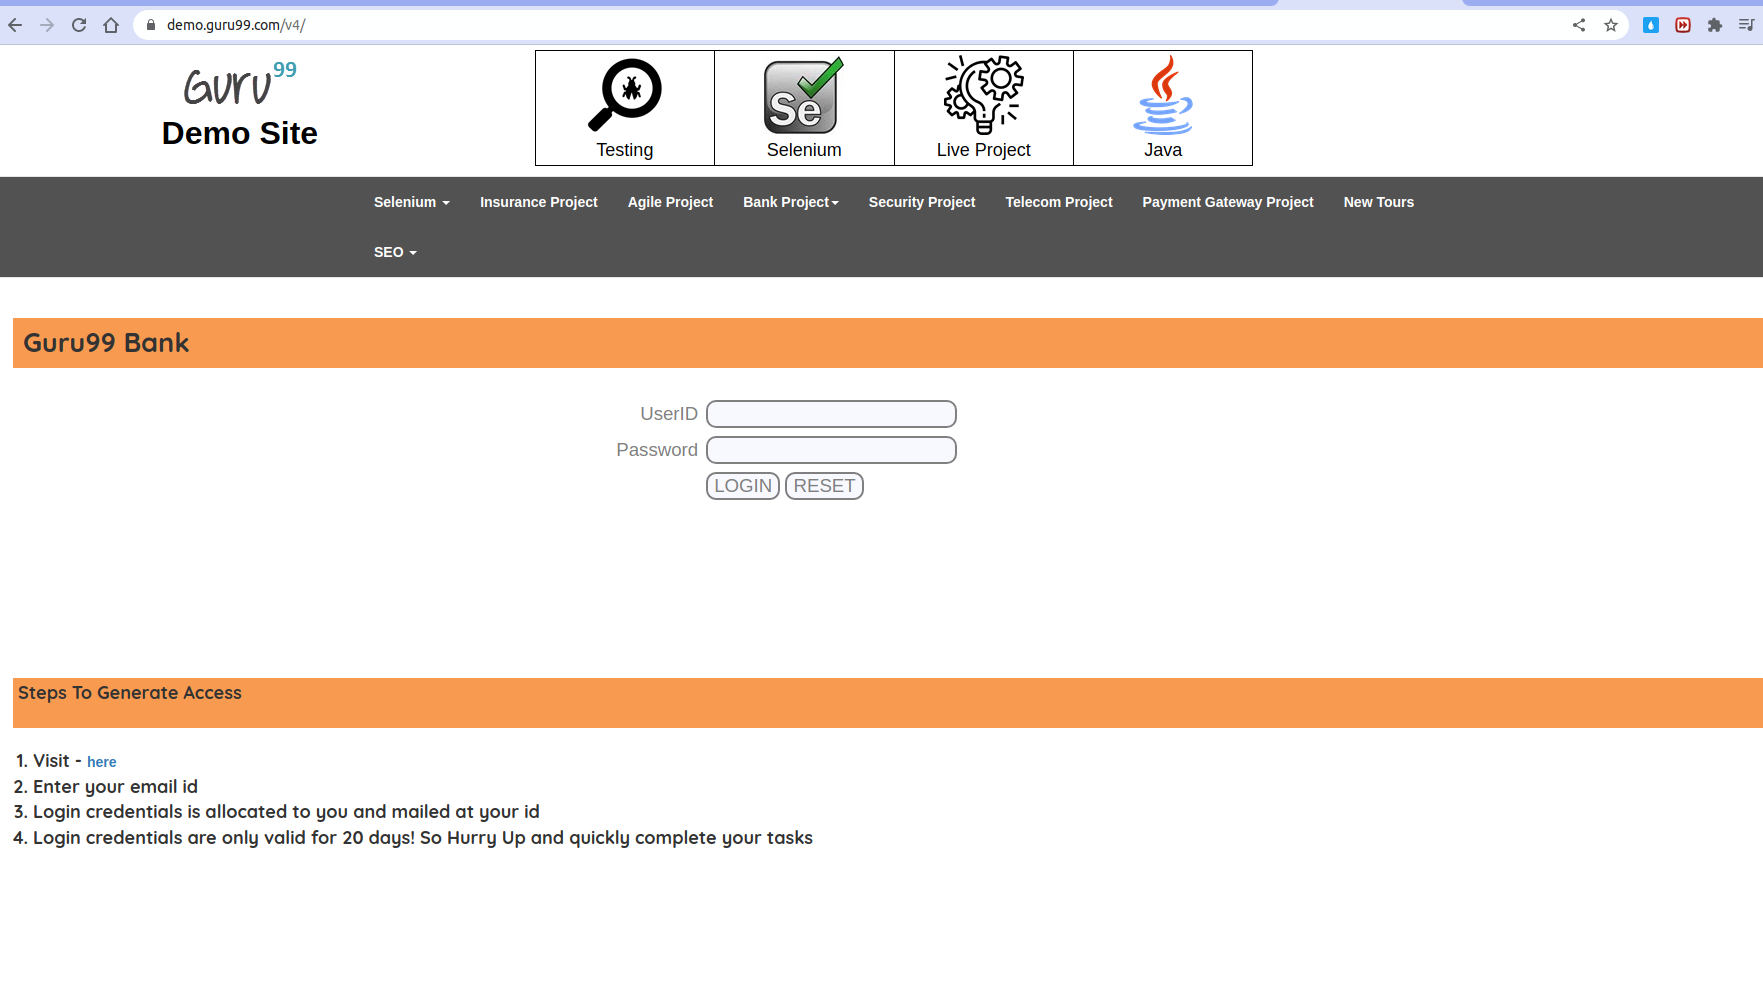 demo.guru99.com/v4/
Guru99
Demo Site
Se
Testing
Selenium
Live Project
Java
Selenium
Insurance Project
Agile Project
Bank Project
Security Project
Telecom Project
Payment Gateway Project
New Tours
SEO
Guru99 Bank
UserID
Password
LOGIN
RESET
Steps To Generate Access
1. Visit - here
2. Enter your email id
3. Login credentials is allocated to you and mailed at your id
4. Login credentials are only valid for 20 days! So Hurry Up and quickly complete your tasks